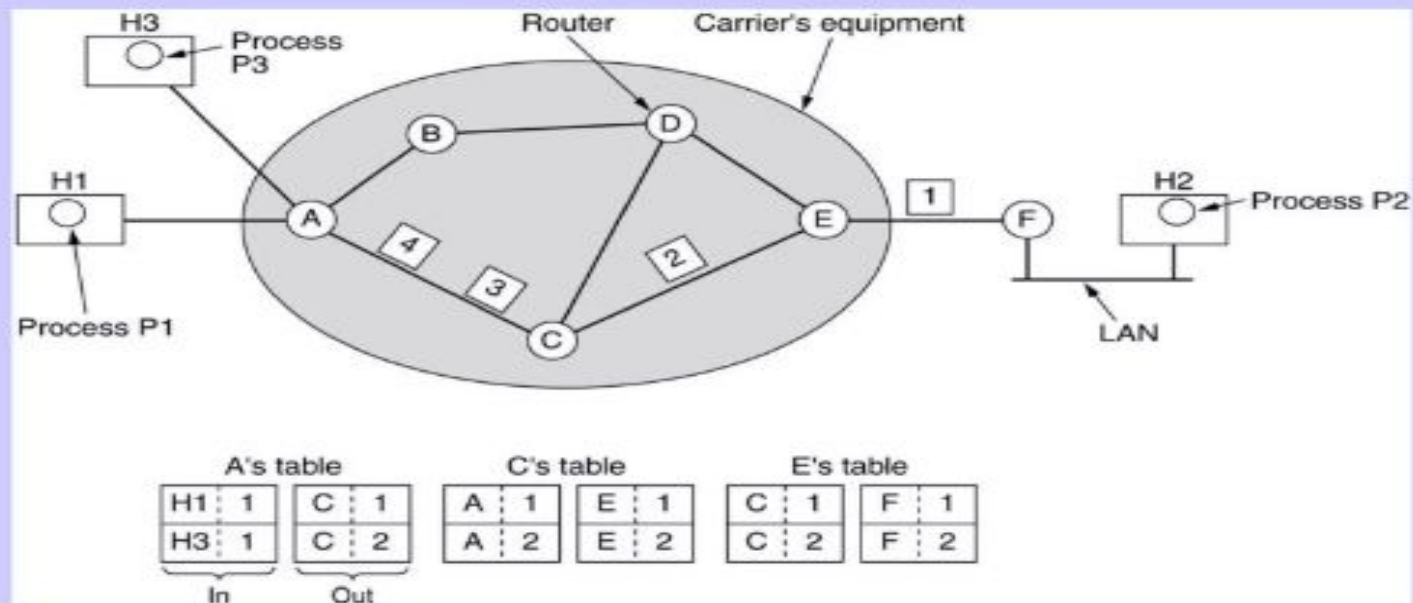 H3
Process
P3
Router
Carrier's equipment
B
D
H1
A
4
3
C
2
E
1
F
H2
Process P2
Process P1
LAN
A's table
H1 1 C 1
H3 1 C 2
In Out
C's table
A 1 E 1
A 2 E 2
E's table
C 1 F 1
C 2 F 2